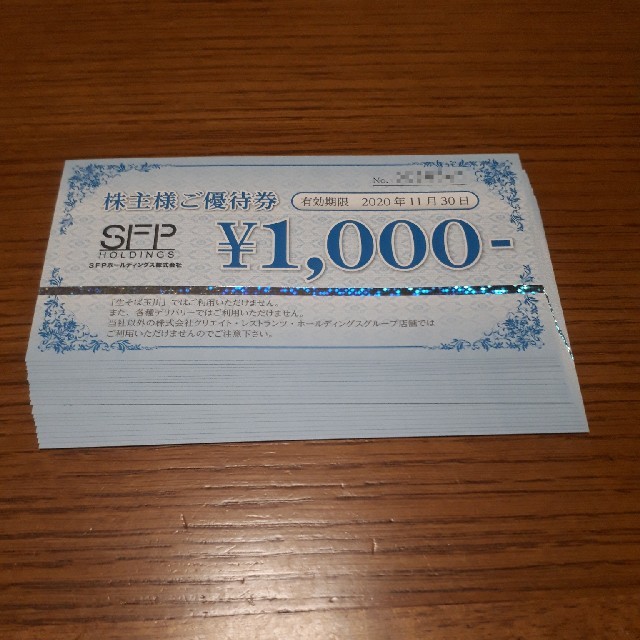 No.
株主様ご優待券
有効期限 2020年11月30日
SFP
HOLDINGS
SFPホールディングス株式会社
¥1,000-
「生そば玉川」ではご利用いただけません。
また、各種デリバリーではご利用いただけません。
当社以外の株式会社クリエイト・レストランツ・ホールディングスグループ店舗では
ご利用いただけませんのでご注意下さい。